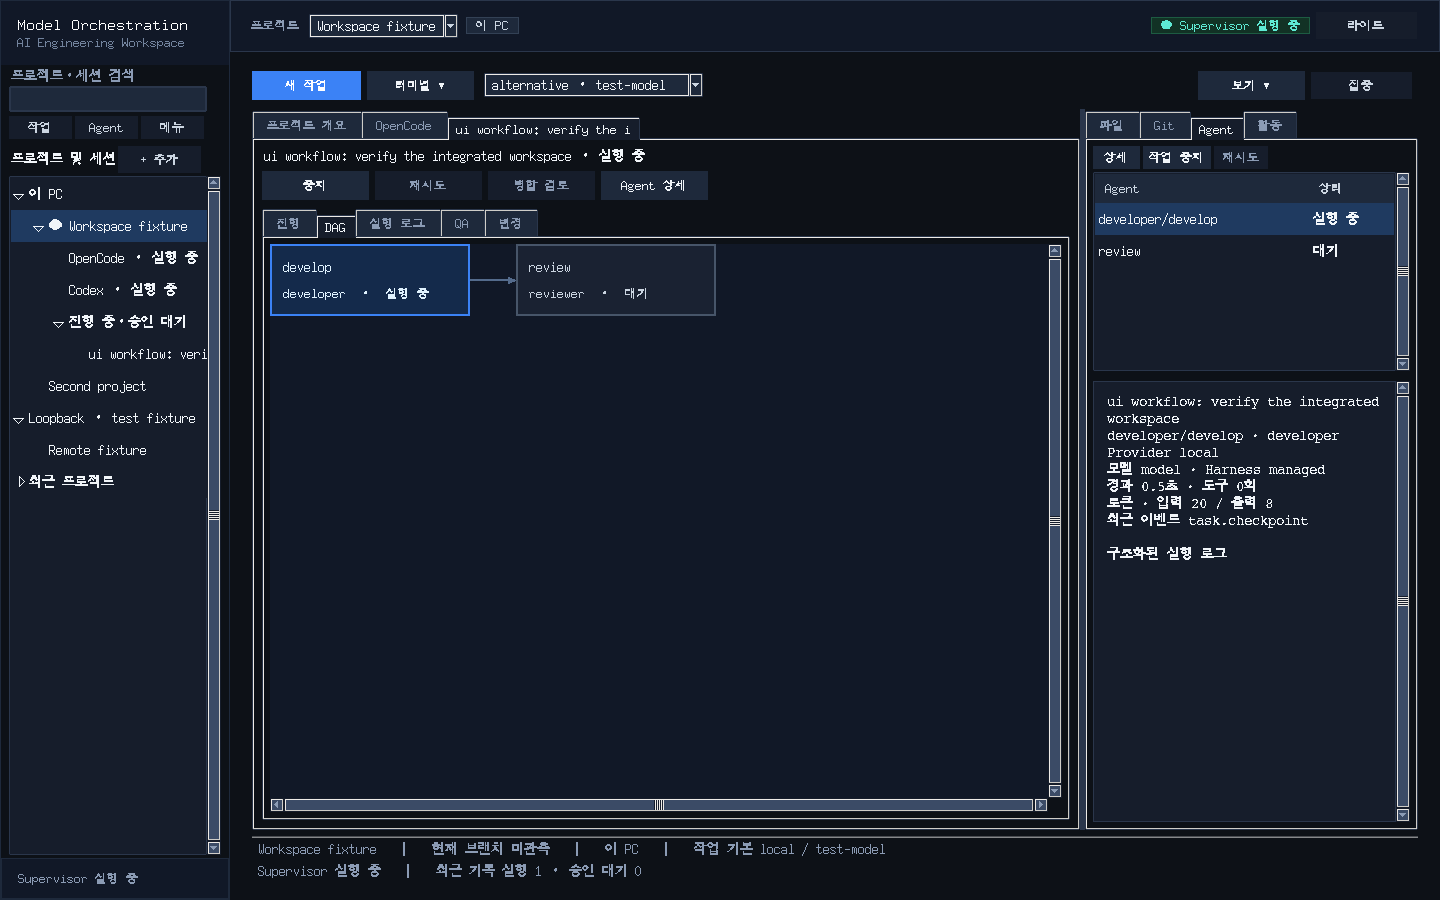 Model Orchestration
AI Engineering Workspace
프로젝트·세션 검색
작업
Agent
메뉴
프로젝트 및 세션
+ 추가
이 PC
Workspace fixture
OpenCode · 실행 중
Codex · 실행 중
진행 중·승인 대기
ui workflow: veri
Second project
Loopback · test fixture
Remote fixture
최근 프로젝트
Supervisor 실행 중
프로젝트
Workspace fixture
이 PC
Supervisor 실행 중
라이트
새 작업
터미널 ▾
alternative · test-model
보기 ▾
집중
프로젝트 개요
OpenCode
ui workflow: verify the i
ui workflow: verify the integrated workspace · 실행 중
중지
재시도
병합 검토
Agent 상세
진행
DAG
실행 로그
QA
변경
develop
developer · 실행 중
review
reviewer · 대기
파일
Git
Agent
활동
상세
작업 중지
재시도
Agent
상태
developer/develop
실행 중
review
대기
ui workflow: verify the integrated
workspace
developer/develop · developer
Provider local
모델 model · Harness managed
경과 0.5초 · 도구 0회
토큰 · 입력 20 / 출력 8
최근 이벤트 task.checkpoint
구조화된 실행 로그
Workspace fixture | 현재 브랜치 미관측 | 이 PC | 작업 기본 local / test-model
Supervisor 실행 중 | 최근 기록 실행 1 · 승인 대기 0